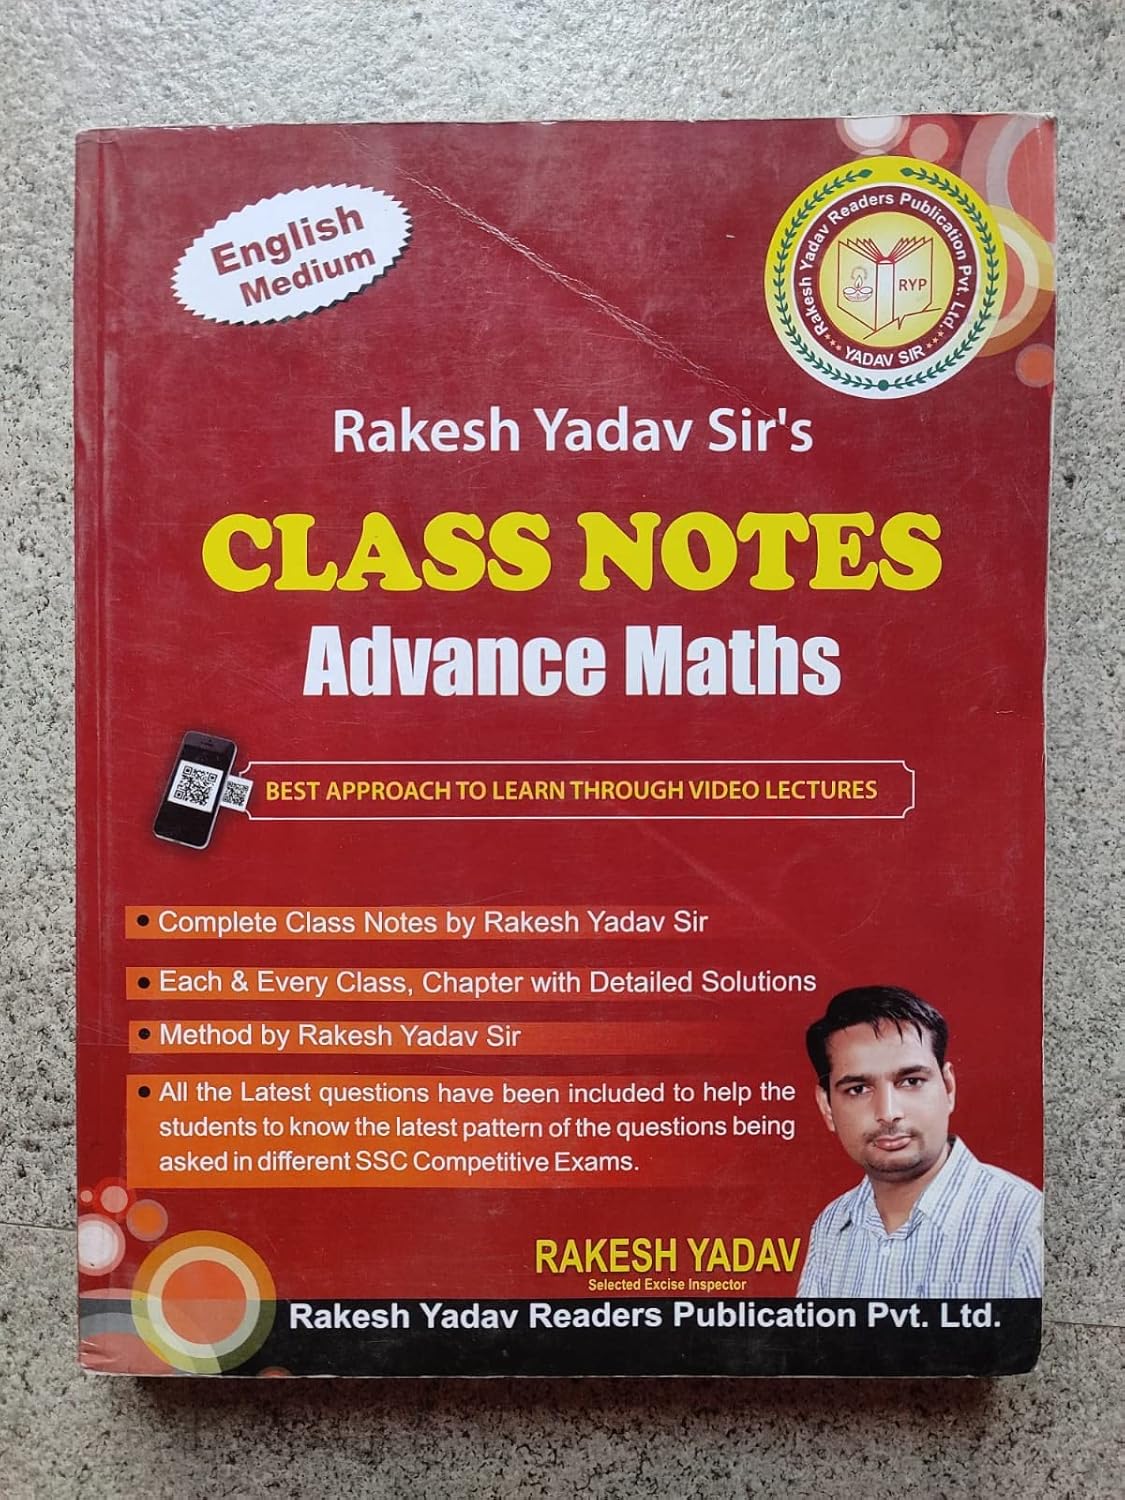 English
Medium
Rakesh Yadav Readers Publication Pvt. Ltd.
RYP
*** YADAV SIR ***
Rakesh Yadav Sir's
CLASS NOTES
Advance Maths
BEST APPROACH TO LEARN THROUGH VIDEO LECTURES
• Complete Class Notes by Rakesh Yadav Sir
• Each & Every Class, Chapter with Detailed Solutions
• Method by Rakesh Yadav Sir
• All the Latest questions have been included to help the
students to know the latest pattern of the questions being
asked in different SSC Competitive Exams.
RAKESH YADAV
Selected Excise Inspector
Rakesh Yadav Readers Publication Pvt. Ltd.